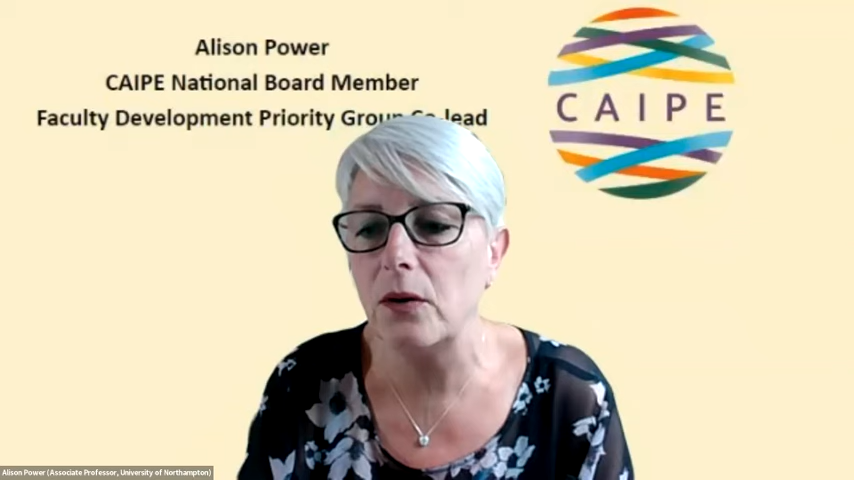 Alison Power
CAIPE National Board Member
Faculty Development Priority Group Co-lead
CAIPE
Alison Power (Associate Professor, University of Northampton)